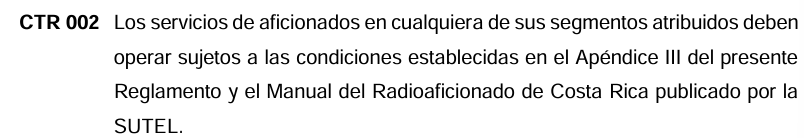 CTR 002 Los servicios de aficionados en cualquiera de sus segmentos atribuidos deben
operar sujetos a las condiciones establecidas en el Apéndice III del presente
Reglamento y el Manual del Radioaficionado de Costa Rica publicado por la
SUTEL.